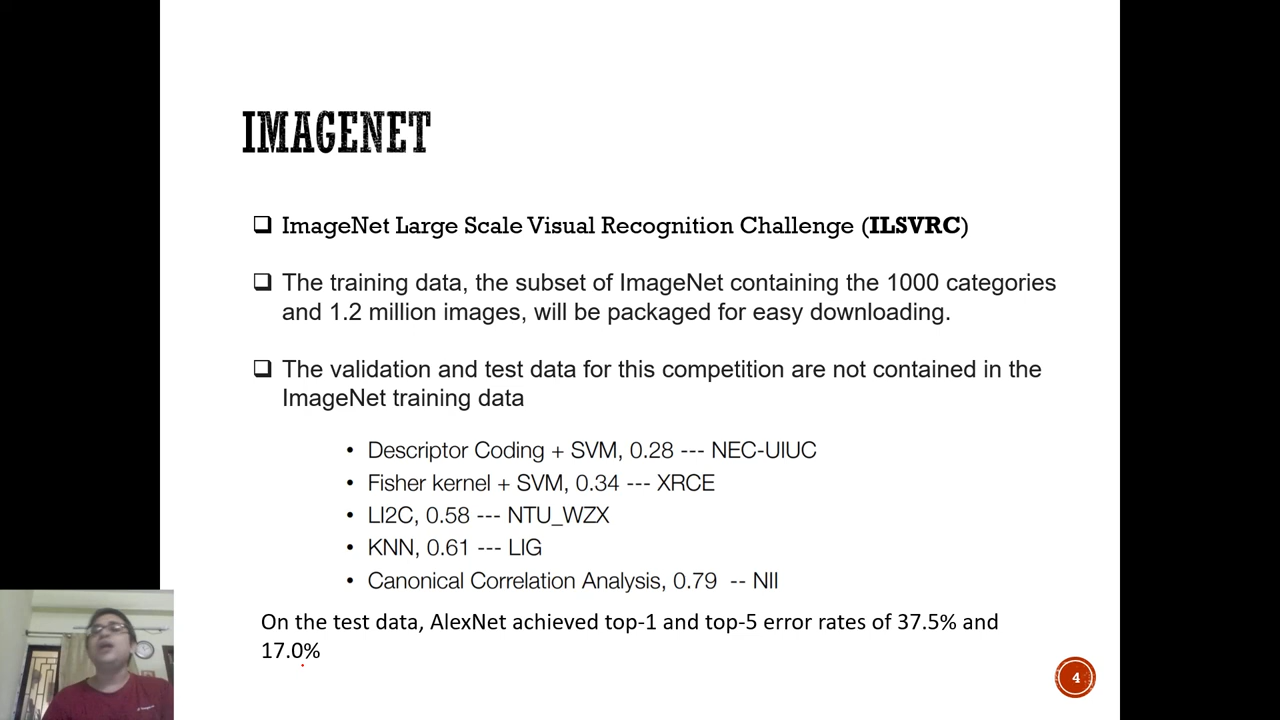 IMAGENET
❑ ImageNet Large Scale Visual Recognition Challenge (ILSVRC)
❑ The training data, the subset of ImageNet containing the 1000 categories
and 1.2 million images, will be packaged for easy downloading.
❑ The validation and test data for this competition are not contained in the
ImageNet training data
• Descriptor Coding + SVM, 0.28 --- NEC-UIUC
• Fisher kernel + SVM, 0.34 --- XRCE
• LI2C, 0.58 --- NTU_WZX
• KNN, 0.61 --- LIG
• Canonical Correlation Analysis, 0.79 -- NII
On the test data, AlexNet achieved top-1 and top-5 error rates of 37.5% and
17.0%
4